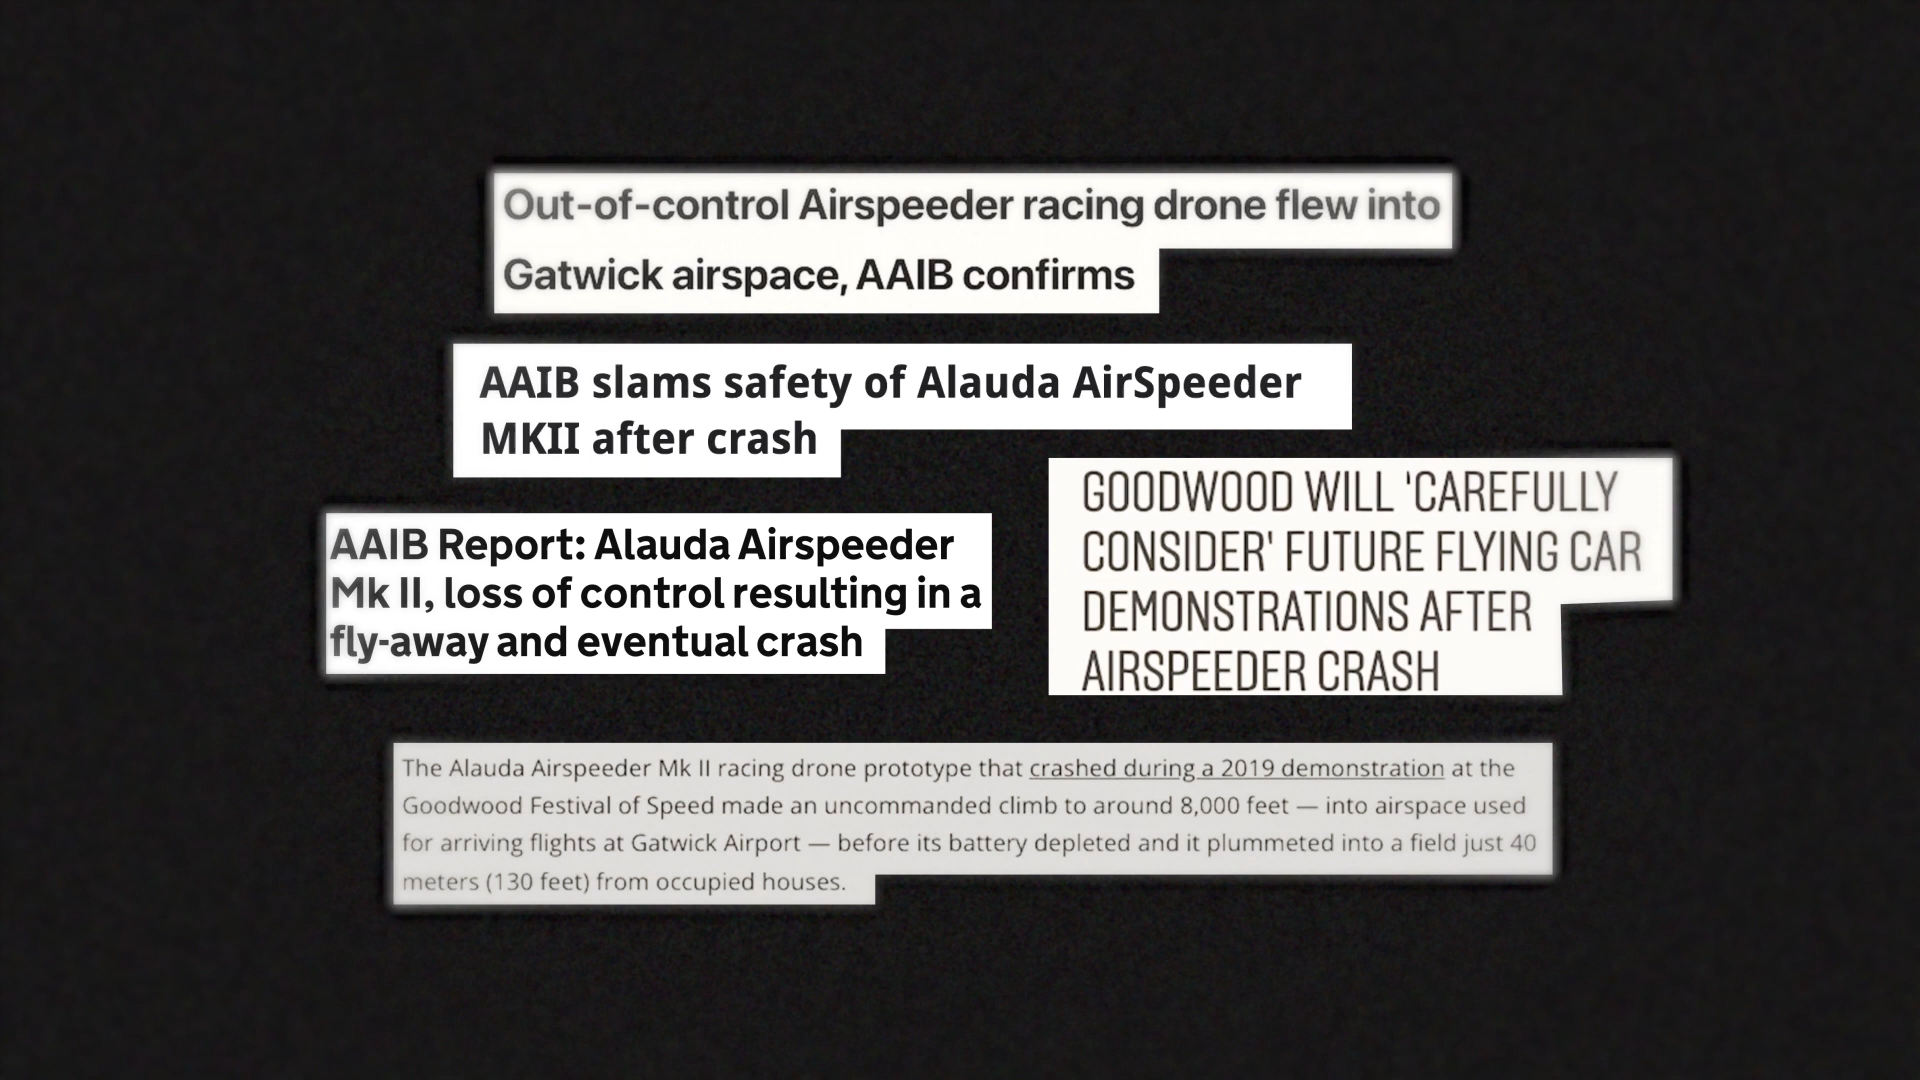 Out-of-control Airspeeder racing drone flew into
Gatwick airspace, AAIB confirms
AAIB slams safety of Alauda AirSpeeder
MKII after crash
AAIB Report: Alauda Airspeeder
Mk II, loss of control resulting in a
fly-away and eventual crash
GOODWOOD WILL 'CAREFULLY
CONSIDER' FUTURE FLYING CAR
DEMONSTRATIONS AFTER
AIRSPEEDER CRASH
The Alauda Airspeeder Mk II racing drone prototype that crashed during a 2019 demonstration at the
Goodwood Festival of Speed made an uncommanded climb to around 8,000 feet — into airspace used
for arriving flights at Gatwick Airport — before its battery depleted and it plummeted into a field just 40
meters (130 feet) from occupied houses.